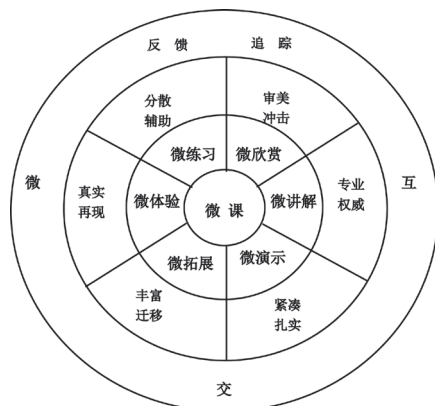 反 馈 追 踪
分散
辅助
审美
冲击
微练习 微欣赏
微 互
真实
再现
专业
权威
微体验 微 课 微讲解
微拓展 微演示
丰富
迁移
紧凑
扎实
交